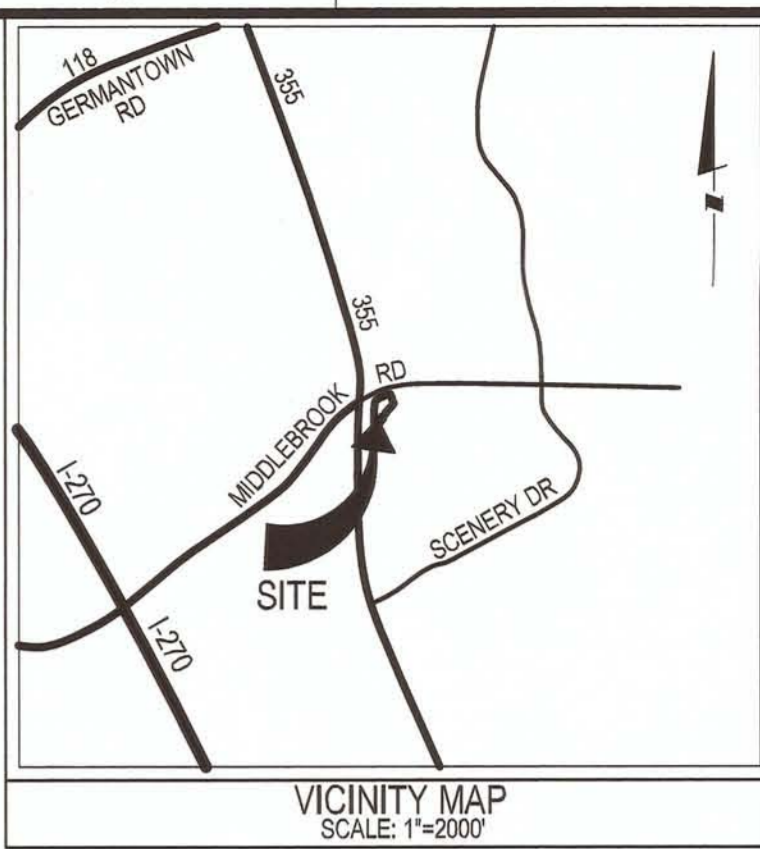 118
GERMANTOWN
RD
355
355
MIDDLEBROOK RD
I-270
I-270
SCENERY DR
SITE
N
VICINITY MAP
SCALE: 1"=2000'